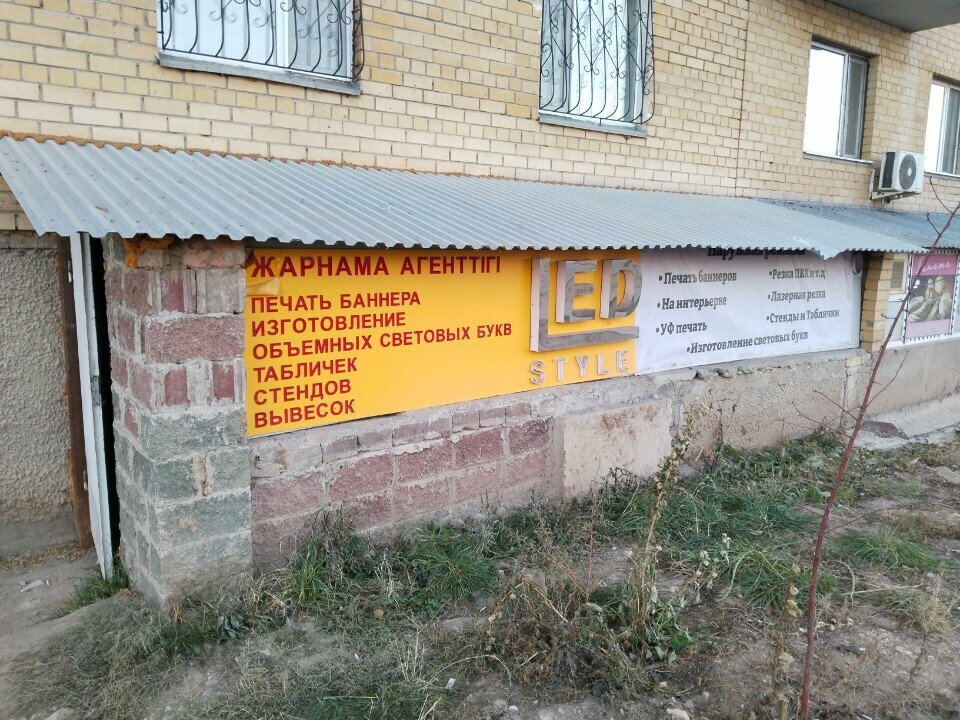 ЖАРНАМА АГЕНТТІГІ
ПЕЧАТЬ БАННЕРА
ИЗГОТОВЛЕНИЕ
ОБЪЕМНЫХ СВЕТОВЫХ БУКВ
ТАБЛИЧЕК
СТЕНДОВ
ВЫВЕСОК
LED
STYLE
•Печать баннеров
•На интерьерке
•УФ печать
•Резка ПВХ и т.д
•Лазерная резка
•Стенды и Таблички
•Изготовление световых букв